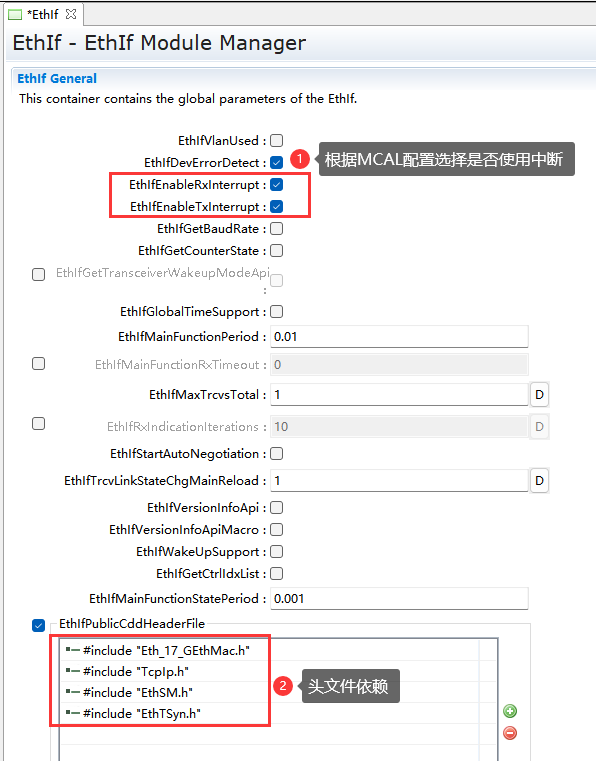 *EthIf
EthIf - EthIf Module Manager
EthIf General
This container contains the global parameters of the EthIf.
EthIfVlanUsed :
EthIfDevErrorDetect :
1 根据MCAL配置选择是否使用中断
EthIfEnableRxInterrupt :
EthIfEnableTxInterrupt :
EthIfGetBaudRate :
EthIfGetCounterState :
EthIfGetTransceiverWakeupModeApi
:
EthIfGlobalTimeSupport :
EthIfMainFunctionPeriod : 0.01
EthIfMainFunctionRxTimeout : 0
EthIfMaxTrcvsTotal : 1 D
EthIfRxIndicationIterations : 10 D
EthIfStartAutoNegotiation :
EthIfTrcvLinkStateChgMainReload : 1 D
EthIfVersionInfoApi :
EthIfVersionInfoApiMacro :
EthIfWakeUpSupport :
EthIfGetCtrlIdxList :
EthIfMainFunctionStatePeriod : 0.001
EthIfPublicCddHeaderFile
#include "Eth_17_GEthMac.h"
#include "TcpIp.h"
#include "EthSM.h"
2 头文件依赖
#include "EthTSyn.h"